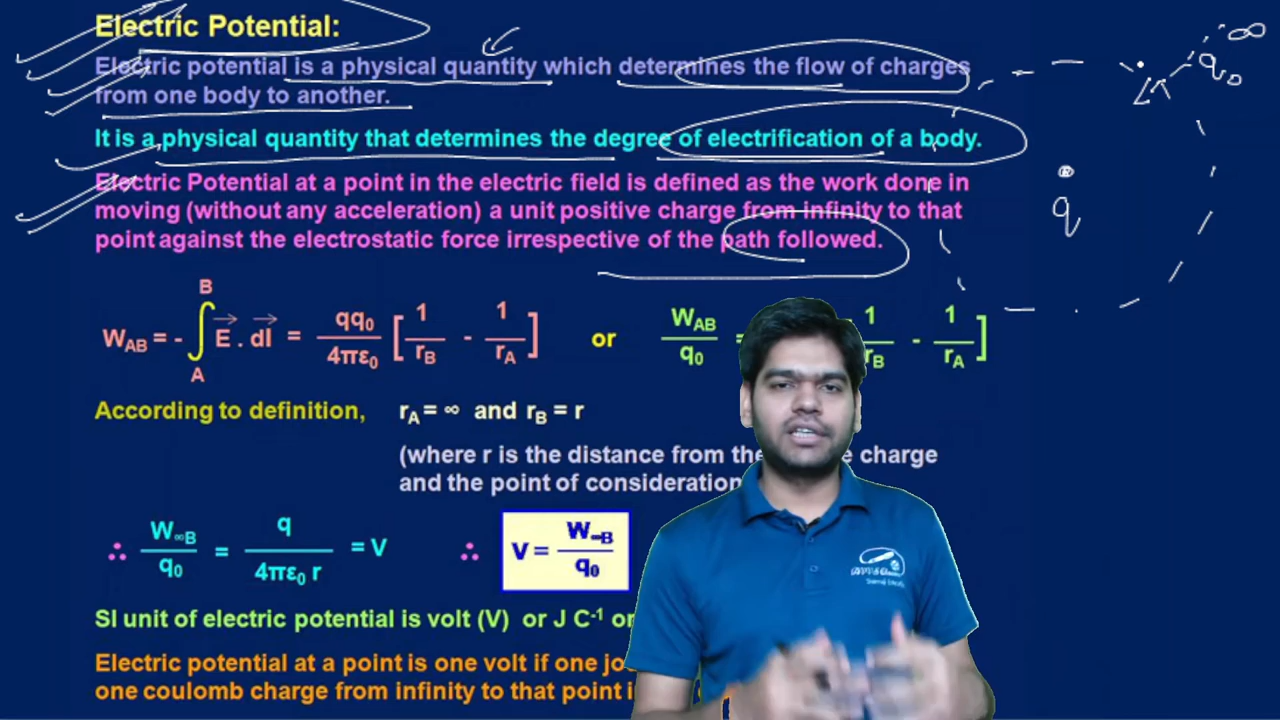 Electric Potential:
Electric potential is a physical quantity which determines the flow of charges
from one body to another.
It is a physical quantity that determines the degree of electrification of a body.
Electric Potential at a point in the electric field is defined as the work done in
moving (without any acceleration) a unit positive charge from infinity to that
point against the electrostatic force irrespective of the path followed.
∞
q₀
q
W_AB = - ∫_A^B E⃗ . dl⃗ = qq₀/4πε₀ [ 1/r_B - 1/r_A ] or W_AB/q₀ = 1/r_B - 1/r_A ]
According to definition, r_A = ∞ and r_B = r
(where r is the distance from the charge
and the point of consideration
∴ W_∞B/q₀ = q/4πε₀ r = V ∴ V = W_∞B/q₀
SI unit of electric potential is volt (V) or J C⁻¹ or
Electric potential at a point is one volt if one
one coulomb charge from infinity to that point